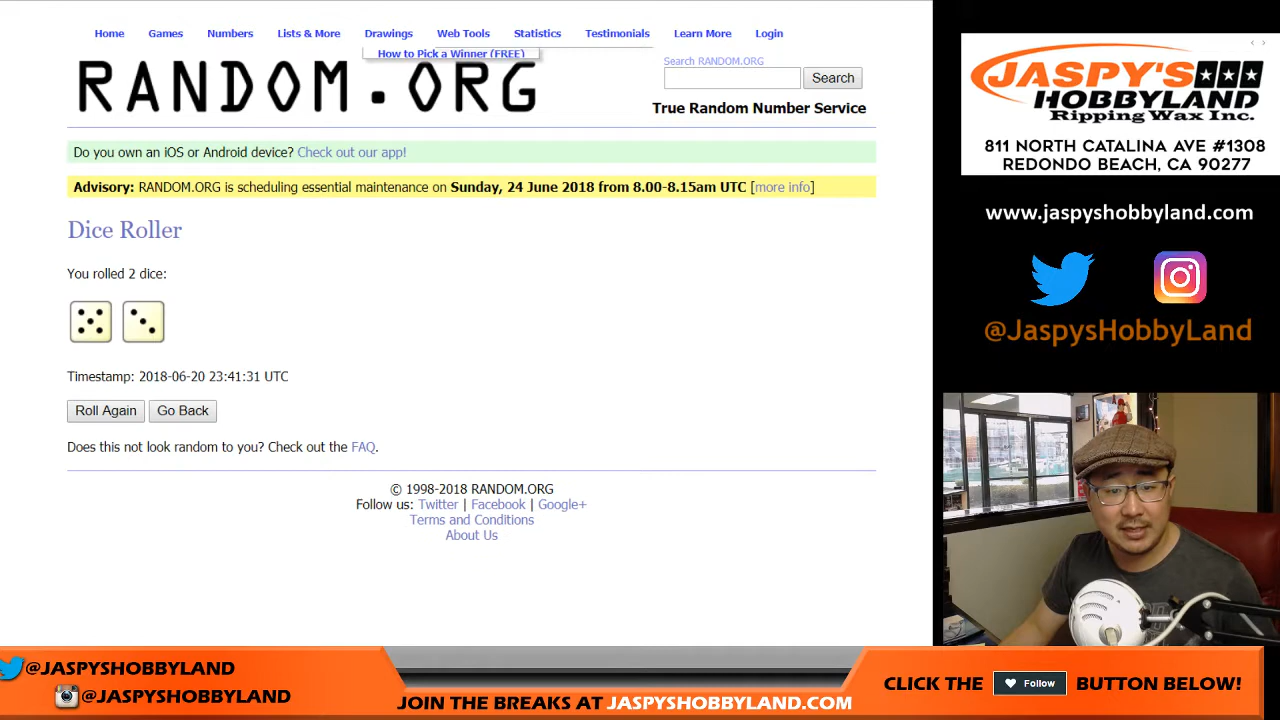 Home Games Numbers Lists & More Drawings Web Tools Statistics Testimonials Learn More Login
How to Pick a Winner (FREE)
RANDOM.ORG
Search RANDOM.ORG
Search
True Random Number Service
Do you own an iOS or Android device? Check out our app!
Advisory: RANDOM.ORG is scheduling essential maintenance on Sunday, 24 June 2018 from 8.00-8.15am UTC [more info]
Dice Roller
You rolled 2 dice:
Timestamp: 2018-06-20 23:41:31 UTC
Roll Again Go Back
Does this not look random to you? Check out the FAQ.
© 1998-2018 RANDOM.ORG
Follow us: Twitter | Facebook | Google+
Terms and Conditions
About Us
JASPY'S
HOBBYLAND
Ripping Wax Inc.
811 NORTH CATALINA AVE #1308
REDONDO BEACH, CA 90277
www.jaspyshobbyland.com
@JaspysHobbyLand
@JASPYSHOBBYLAND
@JASPYSHOBBYLAND
JOIN THE BREAKS AT JASPYSHOBBYLAND.COM
CLICK THE Follow BUTTON BELOW!